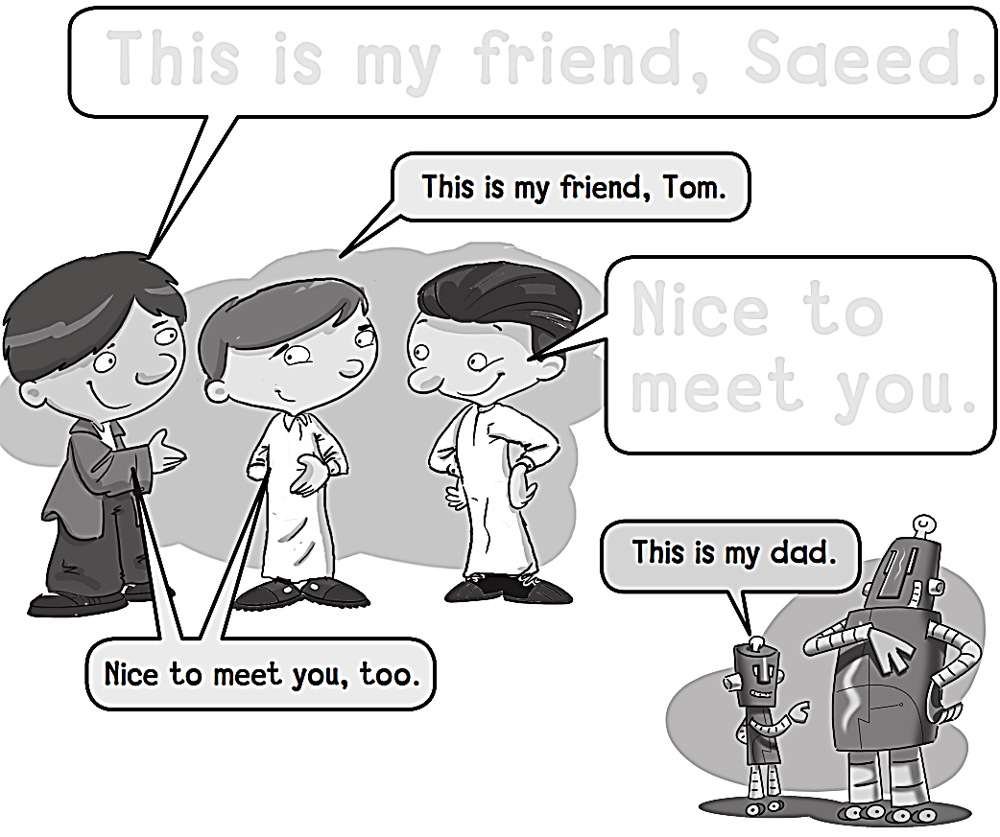 This is my friend, Saeed.
This is my friend, Tom.
Nice to
meet you.
This is my dad.
Nice to meet you, too.